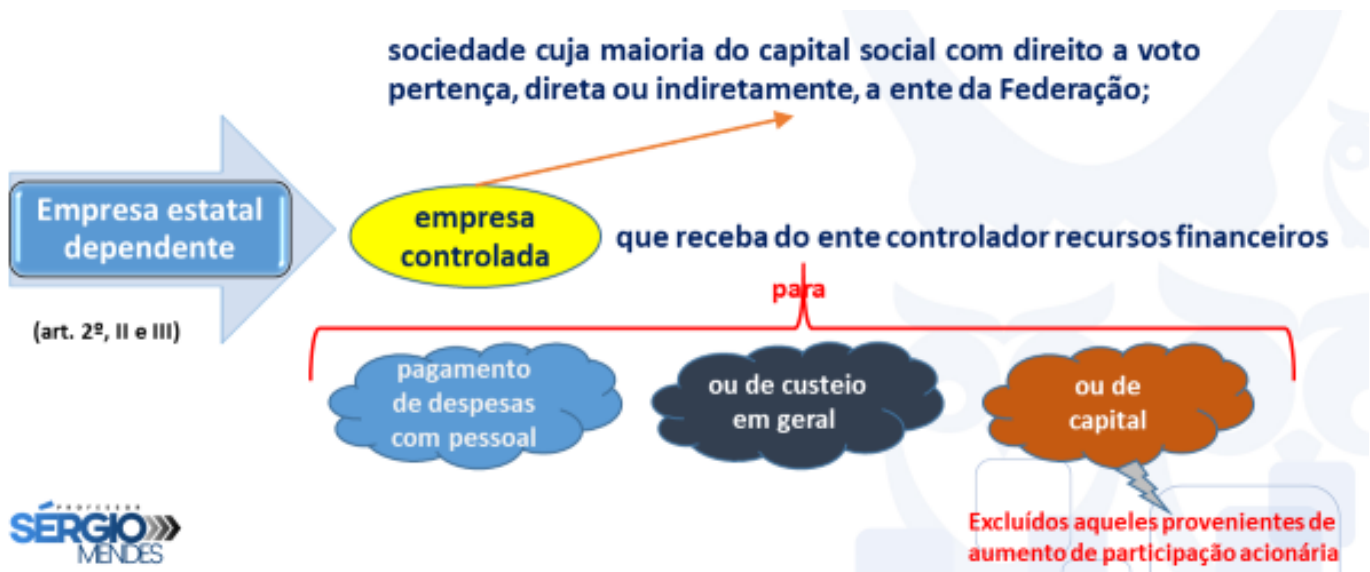 sociedade cuja maioria do capital social com direito a voto
pertença, direta ou indiretamente, a ente da Federação;
Empresa estatal
dependente
(art. 2º, II e III)
empresa
controlada
que receba do ente controlador recursos financeiros
para
pagamento
de despesas
com pessoal
ou de custeio
em geral
ou de
capital
Excluídos aqueles provenientes de
aumento de participação acionária
PROFESSOR
SÉRGIO
MENDES